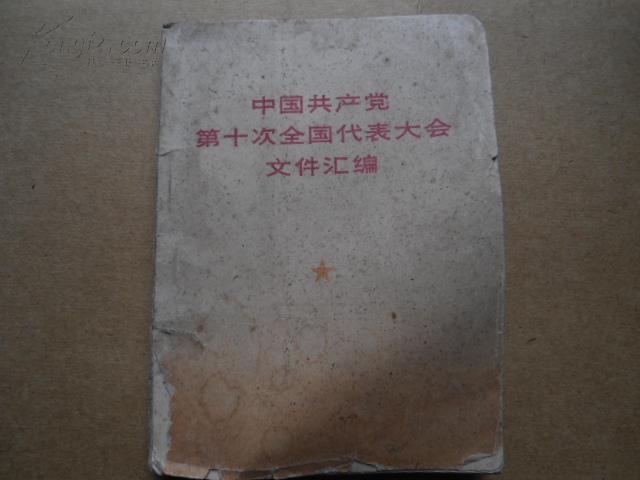 中国共产党
第十次全国代表大会
文件汇编